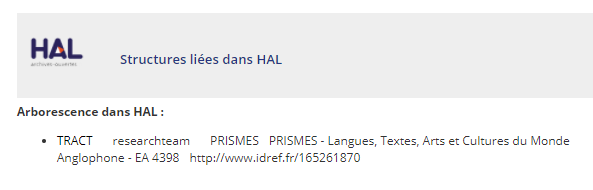 HAL
archives-ouvertes
Structures liées dans HAL
Arborescence dans HAL :
• TRACT researchteam PRISMES PRISMES - Langues, Textes, Arts et Cultures du Monde
Anglophone - EA 4398 http://www.idref.fr/165261870